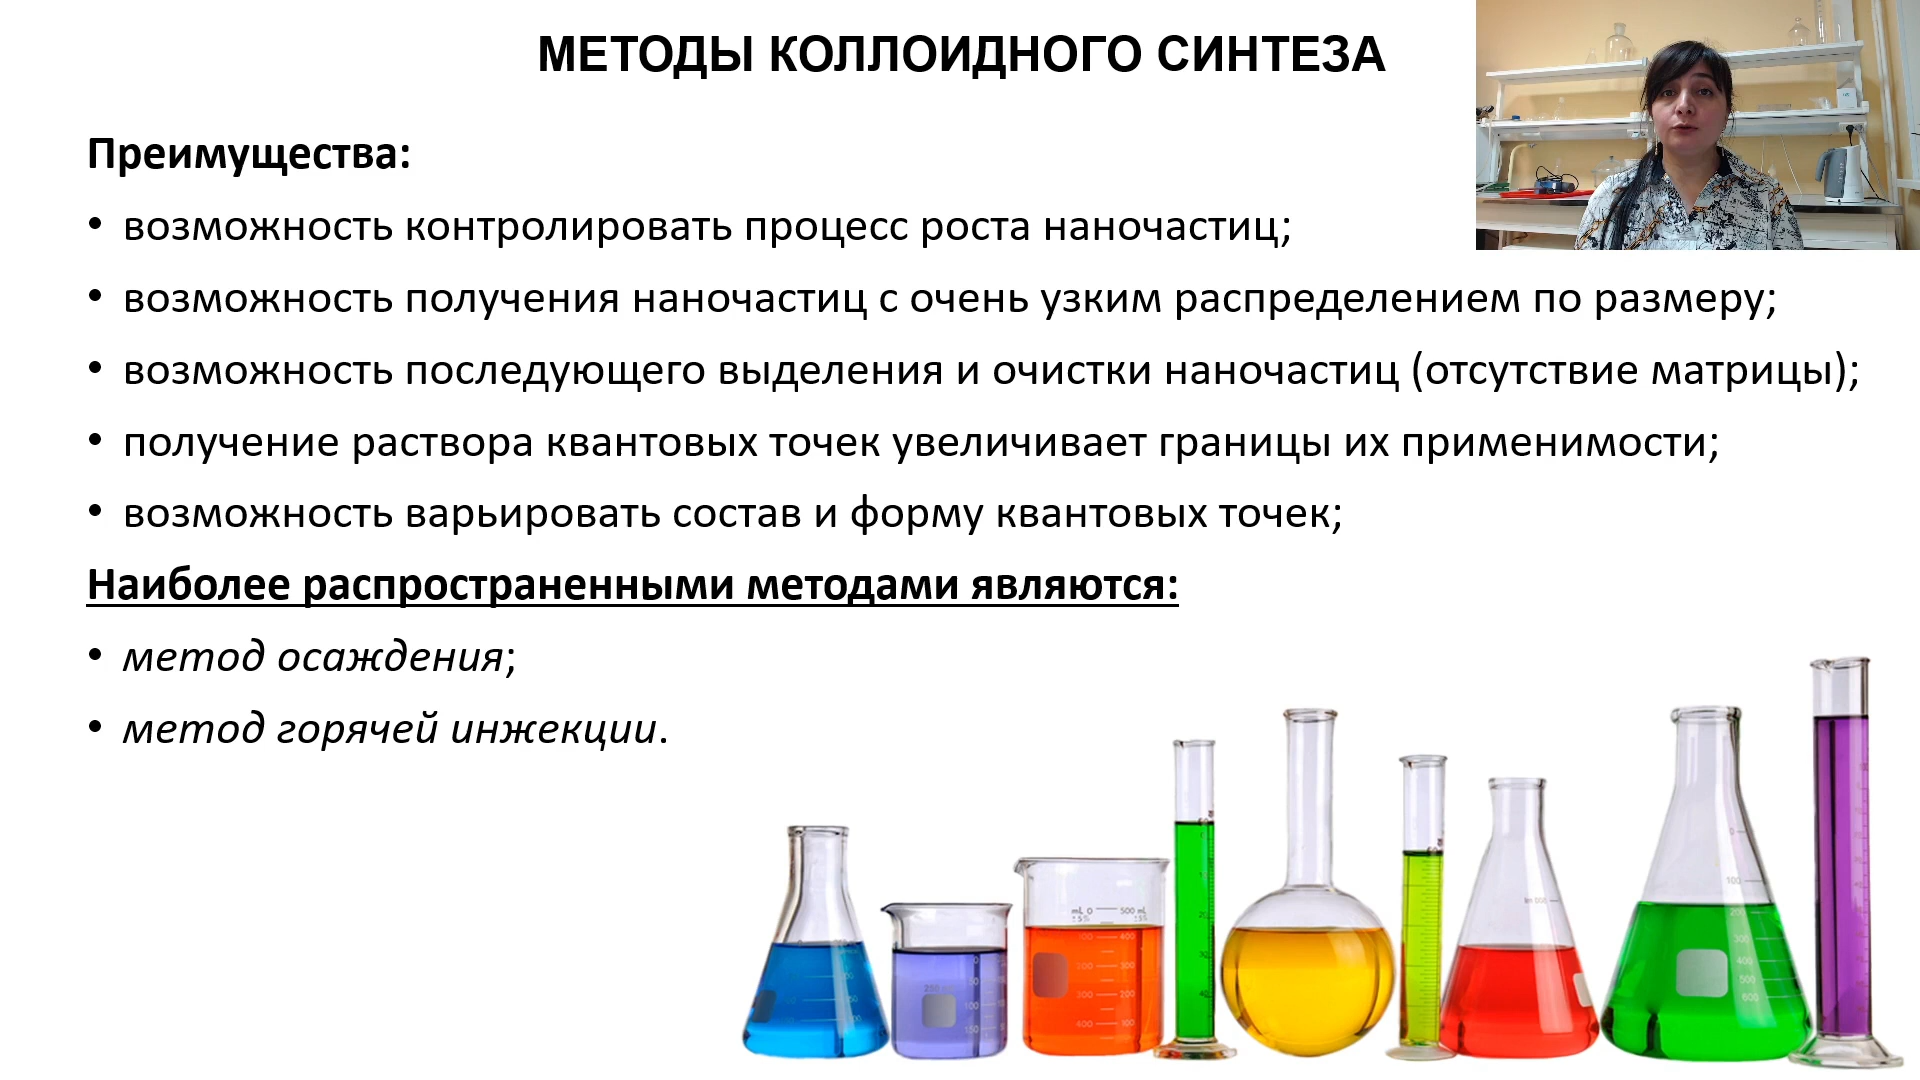 МЕТОДЫ КОЛЛОИДНОГО СИНТЕЗА
Преимущества:
• возможность контролировать процесс роста наночастиц;
• возможность получения наночастиц с очень узким распределением по размеру;
• возможность последующего выделения и очистки наночастиц (отсутствие матрицы);
• получение раствора квантовых точек увеличивает границы их применимости;
• возможность варьировать состав и форму квантовых точек;
Наиболее распространенными методами являются:
• метод осаждения;
• метод горячей инжекции.